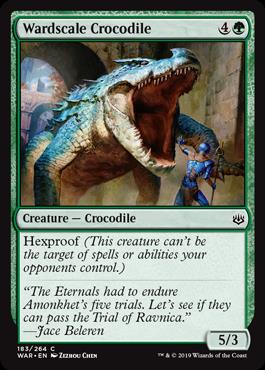 Wardscale Crocodile 4
Creature — Crocodile
Hexproof (This creature can't be
the target of spells or abilities your
opponents control.)
“The Eternals had to endure
Amonkhet's five trials. Let's see if they
can pass the Trial of Ravnica.”
—Jace Beleren
5/3
183/264 C
WAR • EN Zezhou Chen
™ & © 2019 Wizards of the Coast